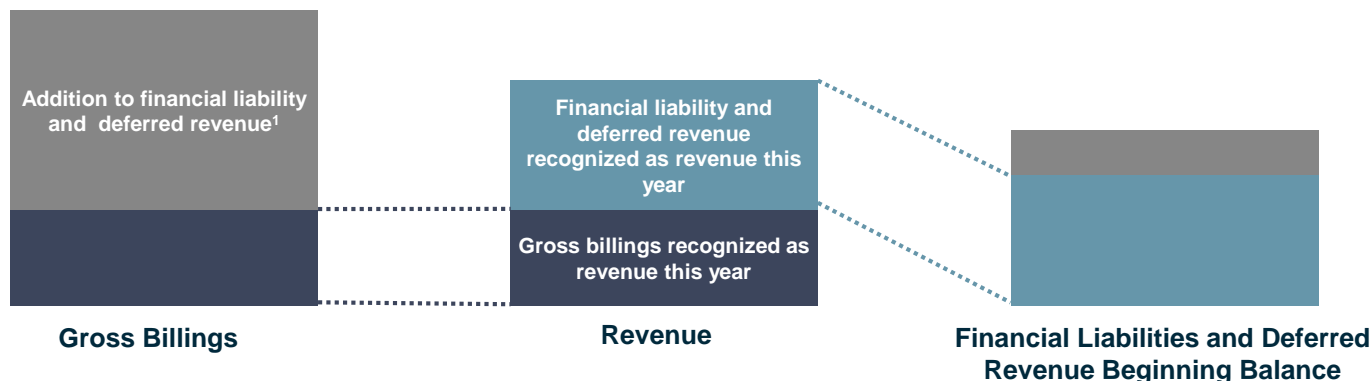 Addition to financial liability
and deferred revenue¹
Financial liability and
deferred revenue
recognized as revenue this
year
Gross billings recognized as
revenue this year
Gross Billings
Revenue
Financial Liabilities and Deferred
Revenue Beginning Balance